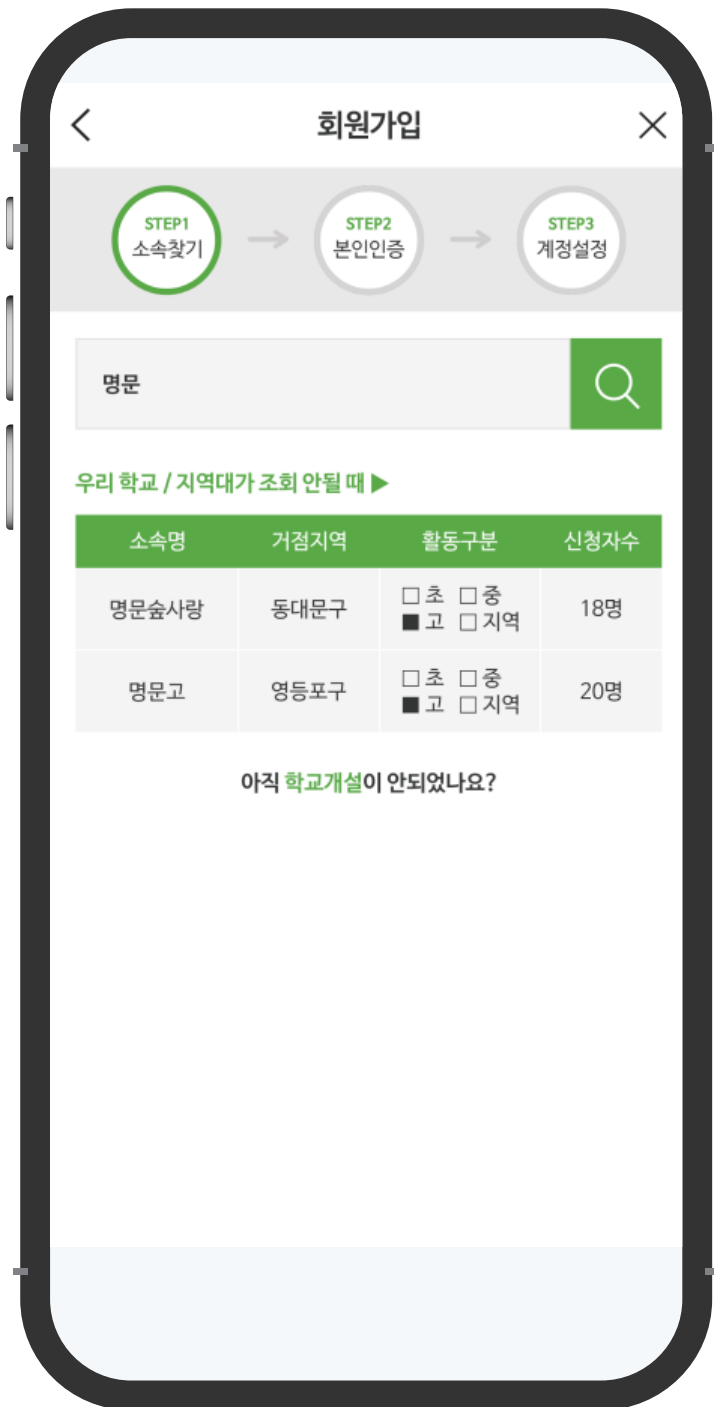 회원가입
STEP1 STEP2 STEP3
소속찾기 본인인증 계정설정
명문
우리 학교 / 지역대가 조회 안될 때 ▶
소속명 거점지역 활동구분 신청자수
명문숲사랑 동대문구 □ 초 □ 중 18명
■ 고 □ 지역
명문고 영등포구 □ 초 □ 중 20명
■ 고 □ 지역
아직 학교개설이 안되었나요?